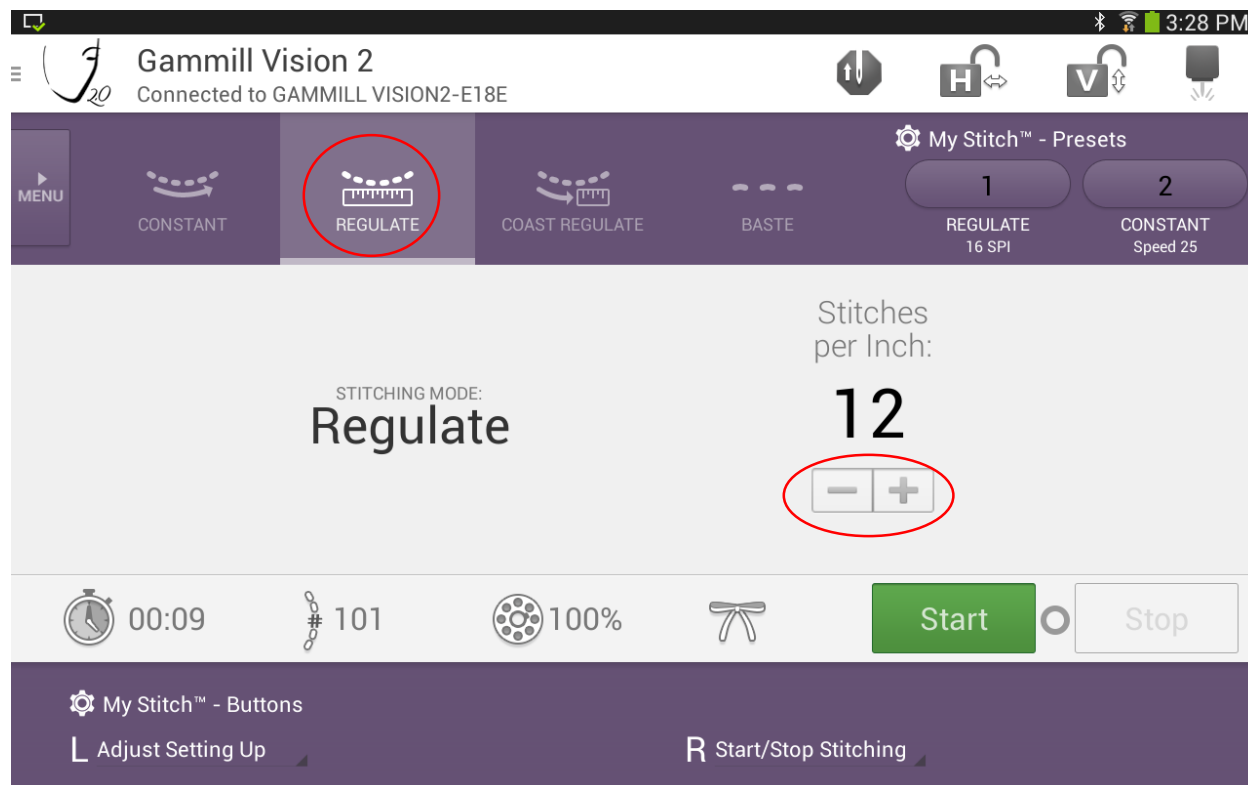 3:28 PM
2.0
Gammill Vision 2
Connected to GAMMILL VISION2-E18E
H
V
MENU
CONSTANT
REGULATE
COAST REGULATE
BASTE
My Stitch™ - Presets
1
2
REGULATE
16 SPI
CONSTANT
Speed 25
STITCHING MODE:
Regulate
Stitches
per Inch:
12
00:09
# 101
100%
Start
Stop
My Stitch™ - Buttons
L Adjust Setting Up
R Start/Stop Stitching